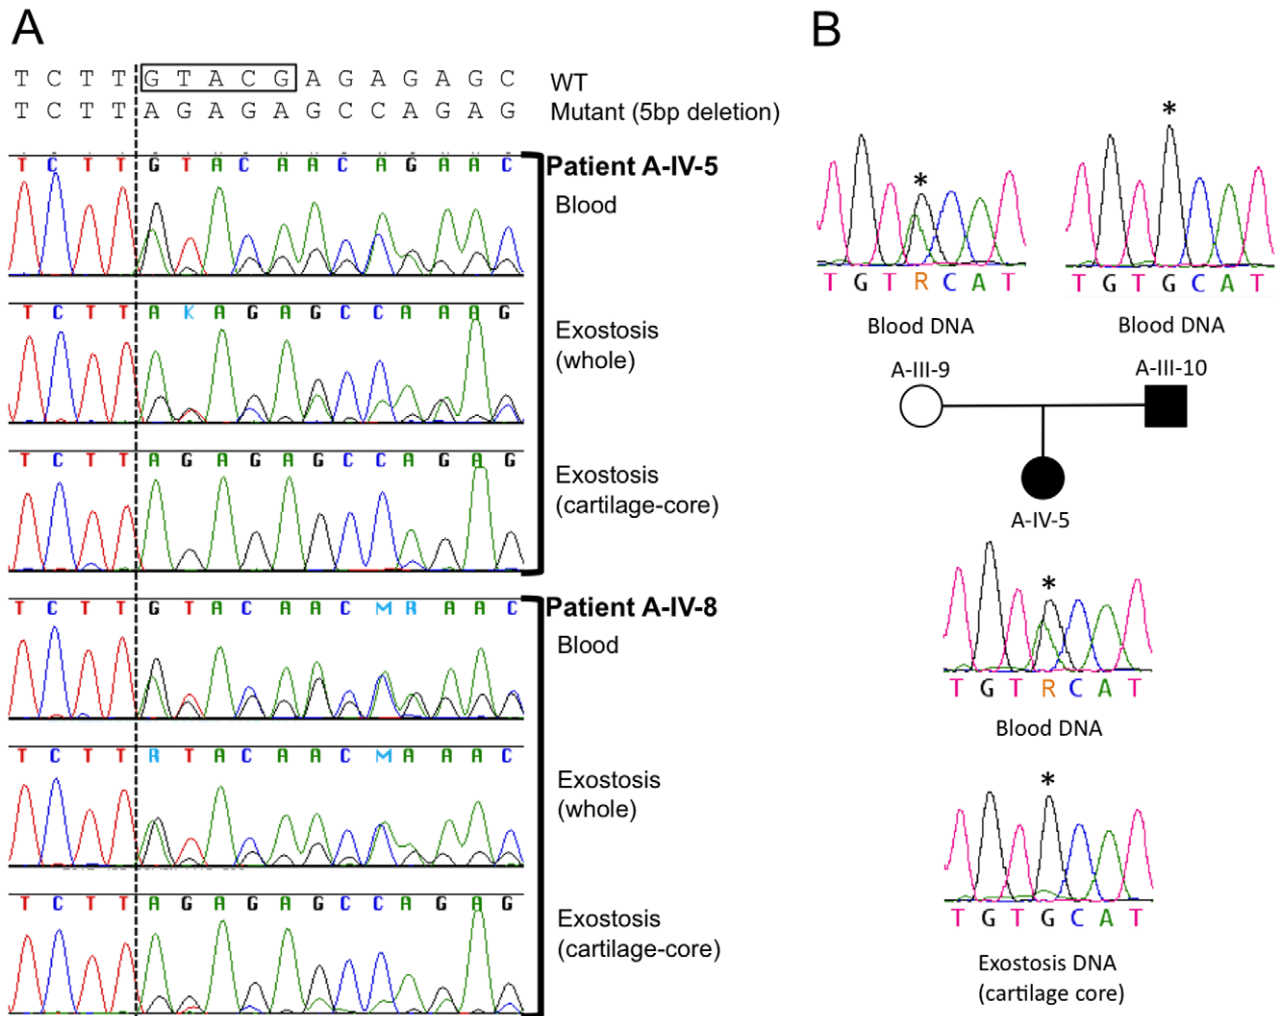 A
T C T T G T A C G A G A G A G C WT
T C T T A G A G A G C C A G A G Mutant (5bp deletion)
T C T T G T A C A A C A G A A C Patient A-IV-5
Blood
T C T T A K A G A G C C A A A G
Exostosis
(whole)
T C T T A G A G A G C C A G A G
Exostosis
(cartilage-core)
T C T T G T A C A A C M R A A C Patient A-IV-8
Blood
T C T T R T A C A A C M A A A C
Exostosis
(whole)
T C T T A G A G A G C C A G A G
Exostosis
(cartilage-core)
B
*
*
T G T R C A T
T G T G C A T
Blood DNA
Blood DNA
A-III-9
A-III-10
A-IV-5
*
T G T R C A T
Blood DNA
*
T G T G C A T
Exostosis DNA
(cartilage core)